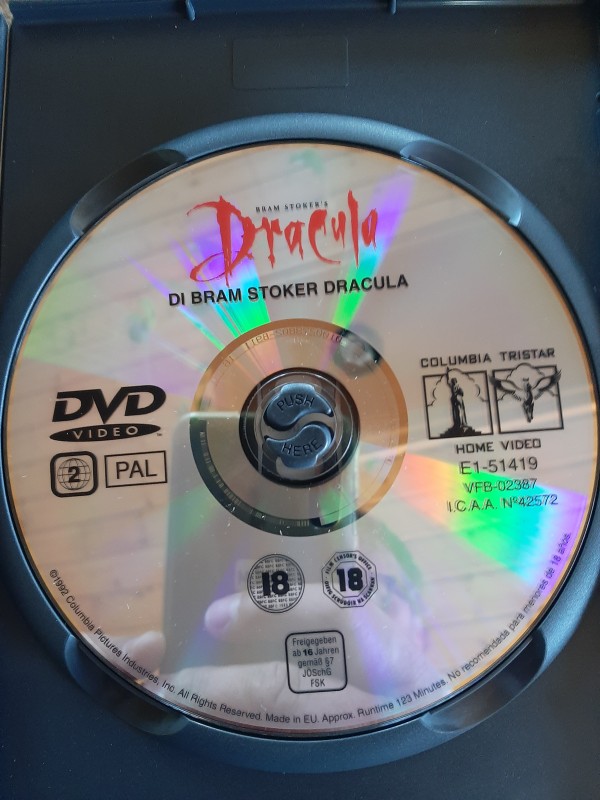 BRAM STOKER'S
Dracula
DI BRAM STOKER DRACULA
DVD
VIDEO
2
PAL
PUSH
HERE
COLUMBIA TRISTAR
HOME VIDEO
E1-51419
VFB-02387
I.C.A.A. Nº42572
18
18
Freigegeben
ab 16 Jahren
gemäß §7
JÖSchG
FSK
©1992 Columbia Pictures Industries, Inc. All Rights Reserved. Made in EU. Approx. Runtime 123 Minutes. No recomendada para menores de 18 años.